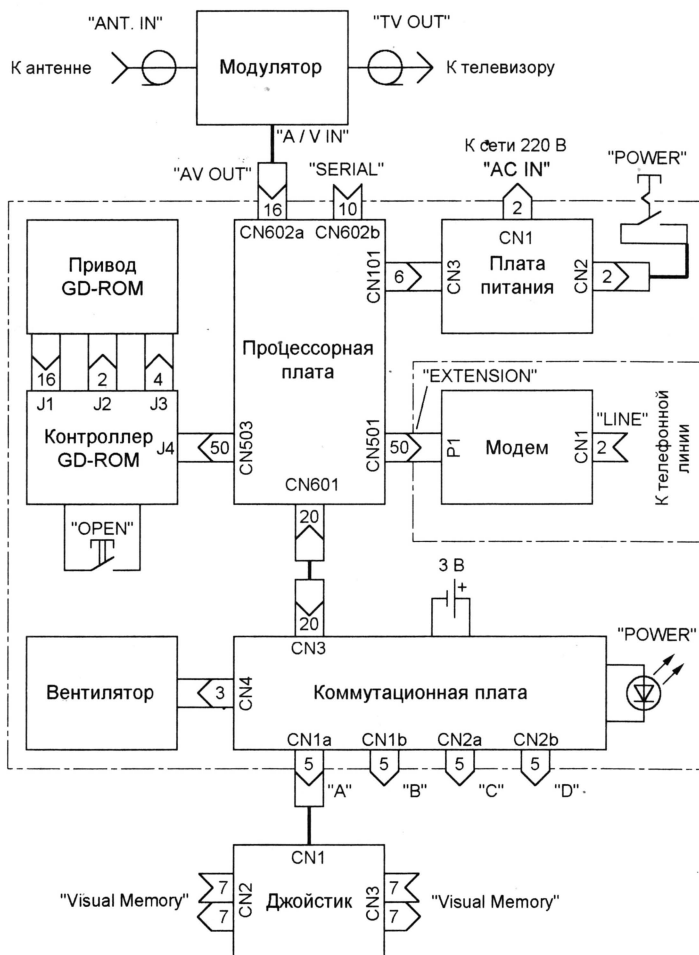 "ANT. IN"
"TV OUT"
К антенне
Модулятор
К телевизору
"A / V IN"
К сети 220 В
"AV OUT"
"SERIAL"
"AC IN"
"POWER"
16
10
2
CN602a
CN602b
CN1
Привод
GD-ROM
CN101
6
CN3
Плата
питания
CN2
2
Процессорная
плата
16
2
4
J1
J2
J3
"EXTENSION"
Контроллер
GD-ROM
J4
50
CN503
CN501
50
P1
Модем
CN1
"LINE"
2
К телефонной
линии
CN601
"OPEN"
20
3 В
+
20
CN3
"POWER"
Вентилятор
3
CN4
Коммутационная плата
CN1a
CN1b
CN2a
CN2b
5
5
5
5
"A"
"B"
"C"
"D"
CN1
"Visual Memory"
7
7
CN2
Джойстик
CN3
7
7
"Visual Memory"